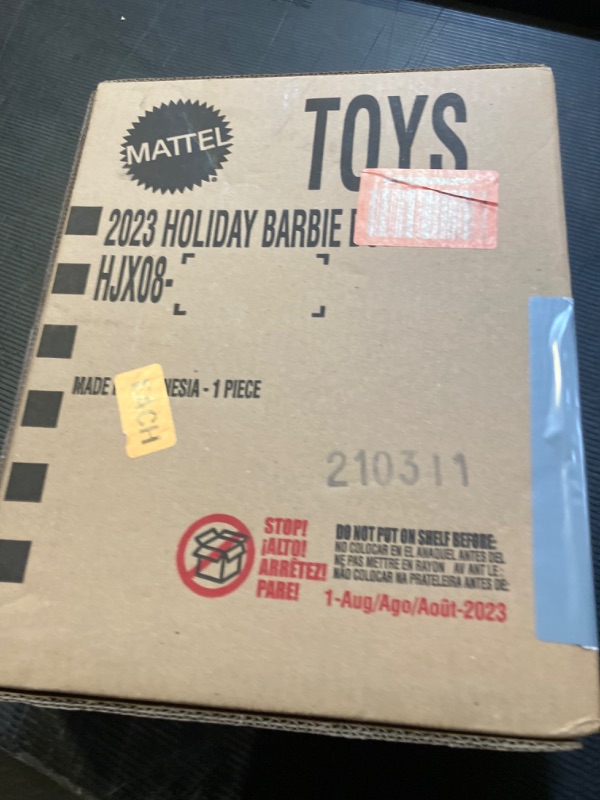 MATTEL
TOYS
2023 HOLIDAY BARBIE
HJX08-
MADE NESIA - 1 PIECE
EACH
210311
STOP!
¡ALTO!
ARRÊTEZ!
PARE!
DO NOT PUT ON SHELF BEFORE:
NO COLOCAR EN EL ANAQUEL ANTES DEL
NE PAS METTRE EN RAYON AV ANT LE:
NÃO COLOCAR NA PRATELEIRA ANTES DE:
1-Aug/Ago/Août-2023